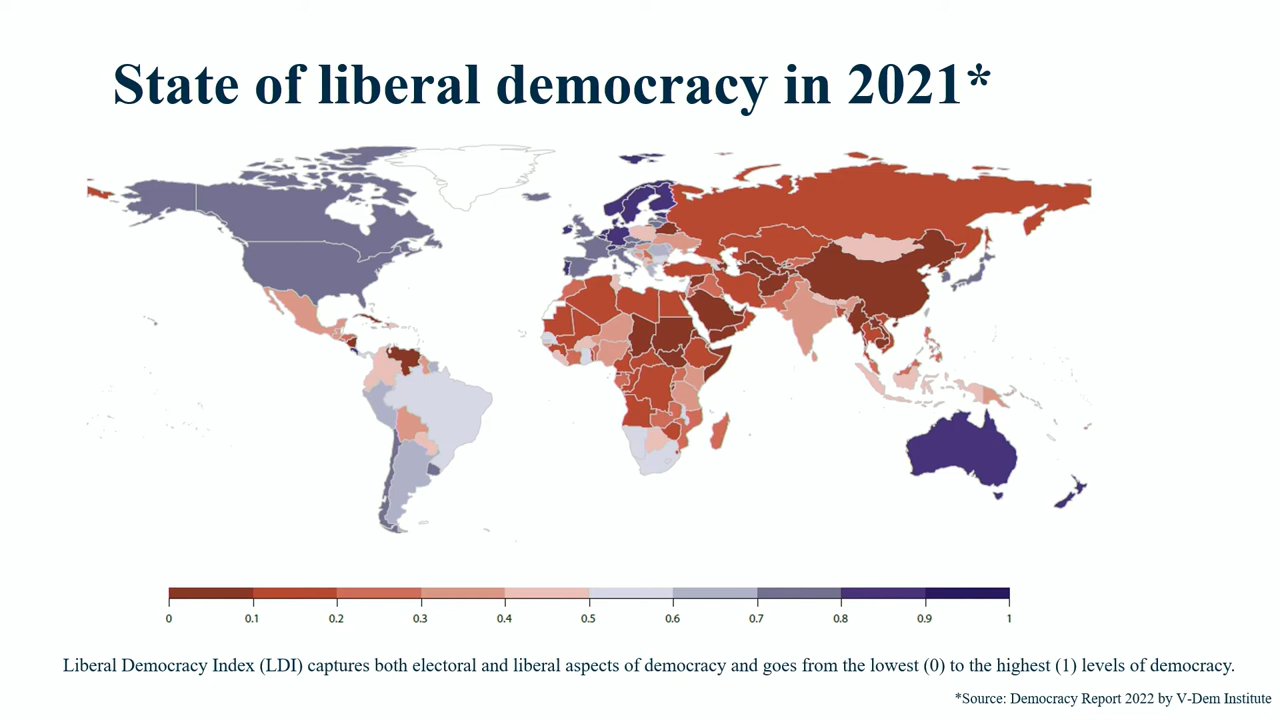 State of liberal democracy in 2021*
0 0.1 0.2 0.3 0.4 0.5 0.6 0.7 0.8 0.9 1
Liberal Democracy Index (LDI) captures both electoral and liberal aspects of democracy and goes from the lowest (0) to the highest (1) levels of democracy.
*Source: Democracy Report 2022 by V-Dem Institute